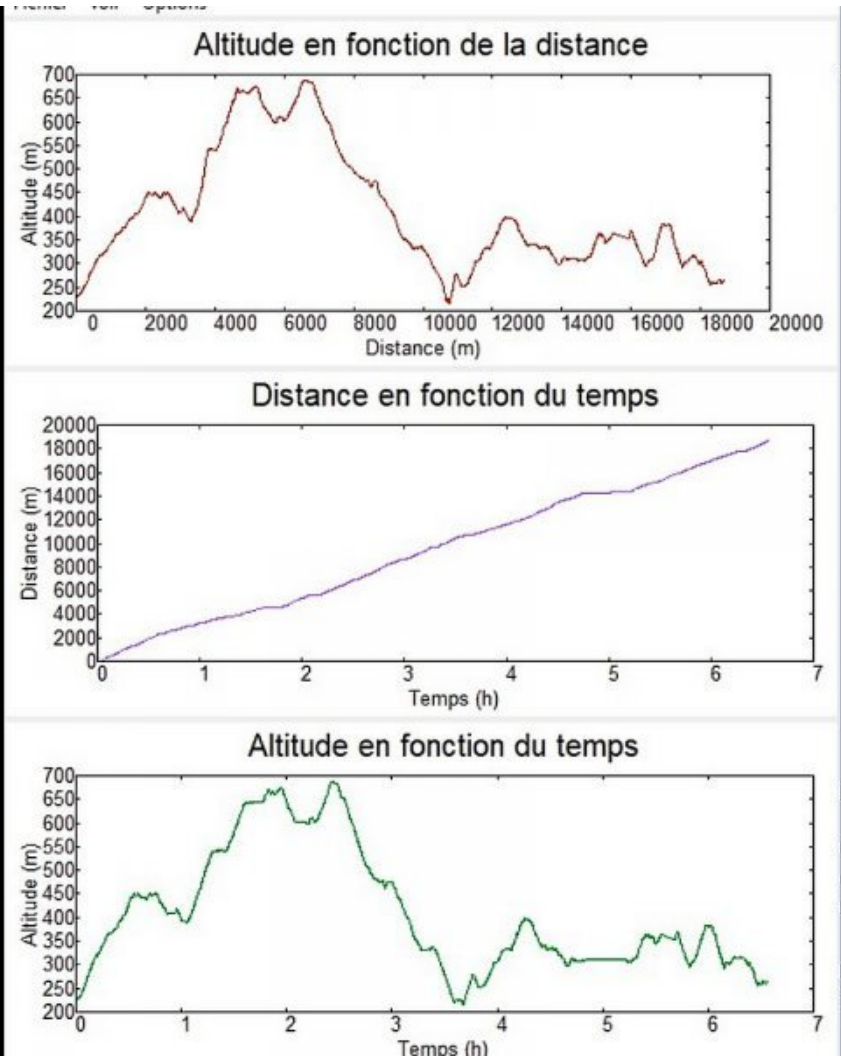 Fichier Voir Options
Altitude en fonction de la distance
700
650
600
550
500
450
400
350
300
250
200
Altitude (m)
0 2000 4000 6000 8000 10000 12000 14000 16000 18000 20000
Distance (m)
Distance en fonction du temps
20000
18000
16000
14000
12000
10000
8000
6000
4000
2000
0
Distance (m)
0 1 2 3 4 5 6 7
Temps (h)
Altitude en fonction du temps
700
650
600
550
500
450
400
350
300
250
200
Altitude (m)
0 1 2 3 4 5 6 7
Temps (h)